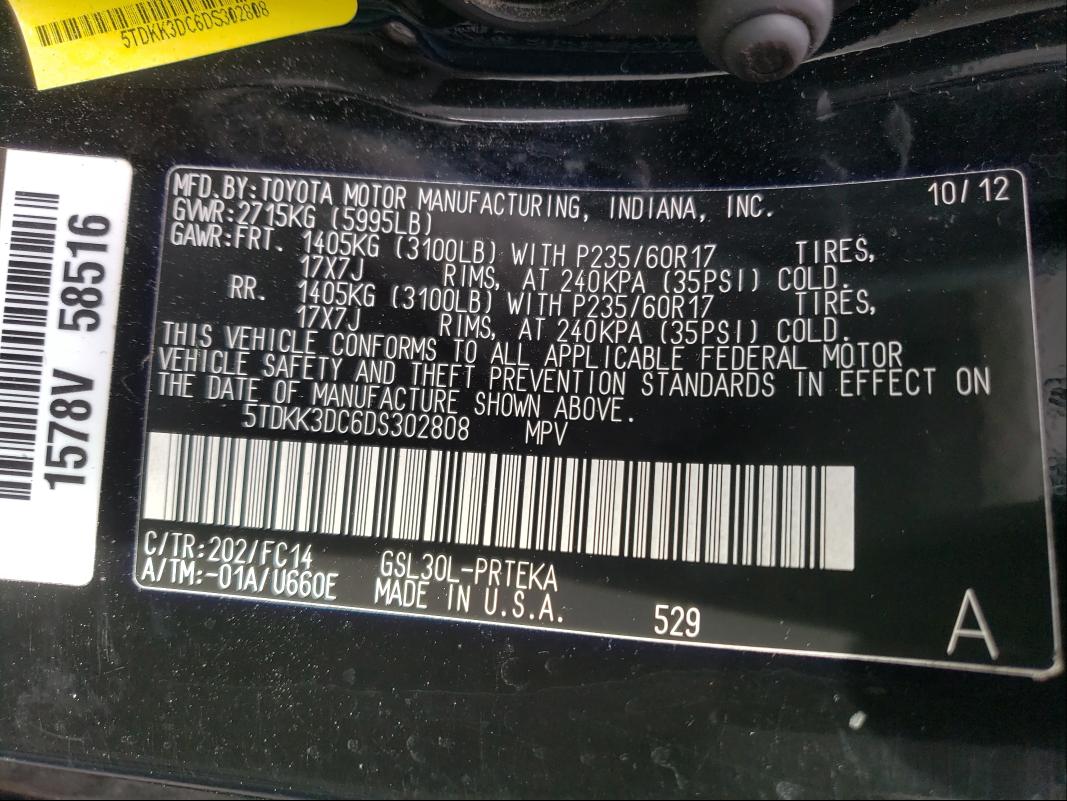 5TDKK3DC6DS302808
1578V 58516
MFD.BY:TOYOTA MOTOR MANUFACTURING, INDIANA, INC. 10/12
GVWR:2715KG (5995LB)
GAWR:FRT. 1405KG (3100LB) WITH P235/60R17 TIRES,
17X7J RIMS, AT 240KPA (35PSI) COLD.
RR. 1405KG (3100LB) WITH P235/60R17 TIRES,
17X7J RIMS, AT 240KPA (35PSI) COLD.
THIS VEHICLE CONFORMS TO ALL APPLICABLE FEDERAL MOTOR
VEHICLE SAFETY AND THEFT PREVENTION STANDARDS IN EFFECT ON
THE DATE OF MANUFACTURE SHOWN ABOVE.
5TDKK3DC6DS302808 MPV
C/TR:202/FC14 GSL30L-PRTEKA
A/TM:-01A/U660E MADE IN U.S.A. 529 A